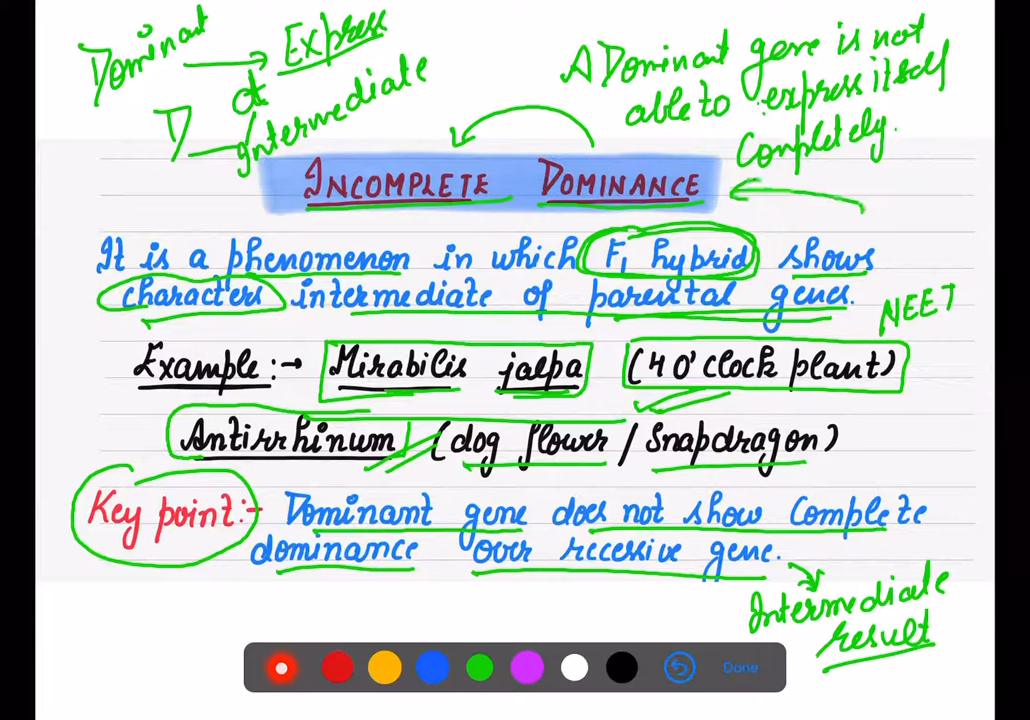 Dominant → Express
D dt Intermediate
A Dominant gene is not
able to express itself
Conpletely.
INCOMPLETE DOMINANCE
It is a phenomenon in which F₁ hybrid shows
characters intermediate of parental genes.
NEET
Example:→ Mirabilis jalpa (4 O'clock plant)
Antirrhinum (dog flower / Snapdragon)
Key point:- Dominant gene does not show Complete
dominance over recessive gene.
Intermediate
result
Done